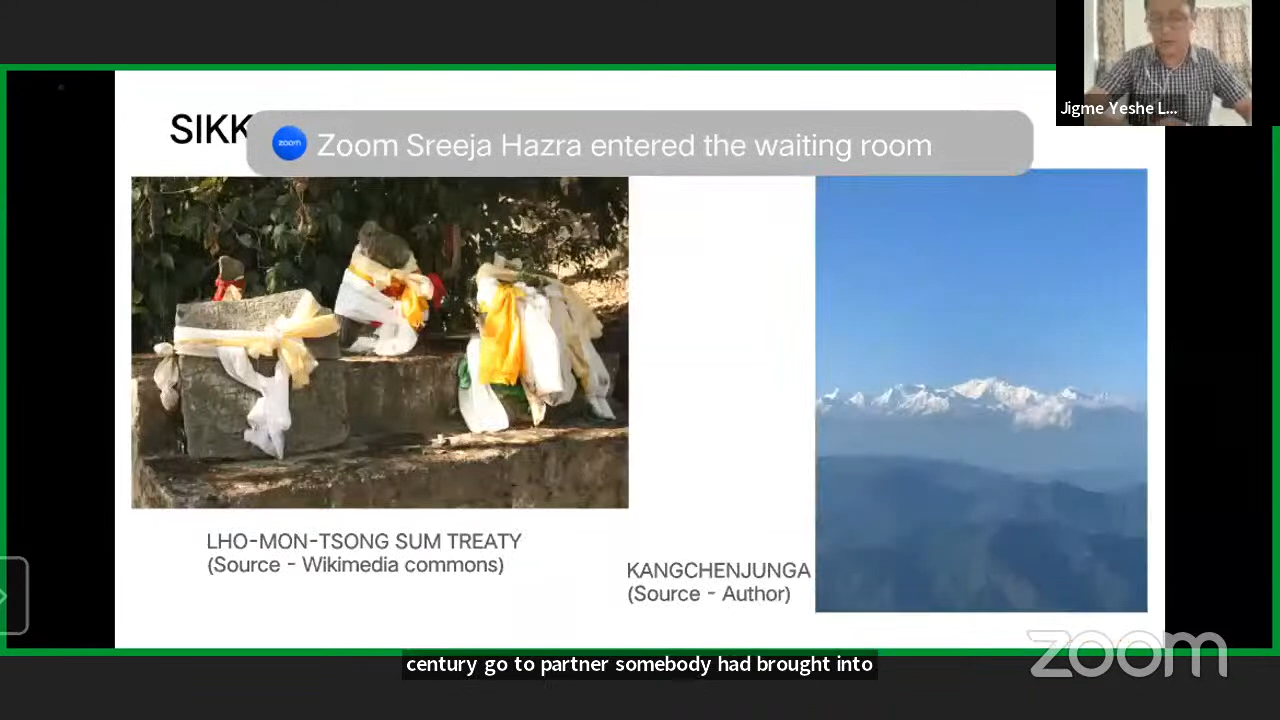 Jigme Yeshe L...
SIKK
zoom
Zoom Sreeja Hazra entered the waiting room
LHO-MON-TSONG SUM TREATY
(Source - Wikimedia commons)
KANGCHENJUNGA
(Source - Author)
zoom
century go to partner somebody had brought into